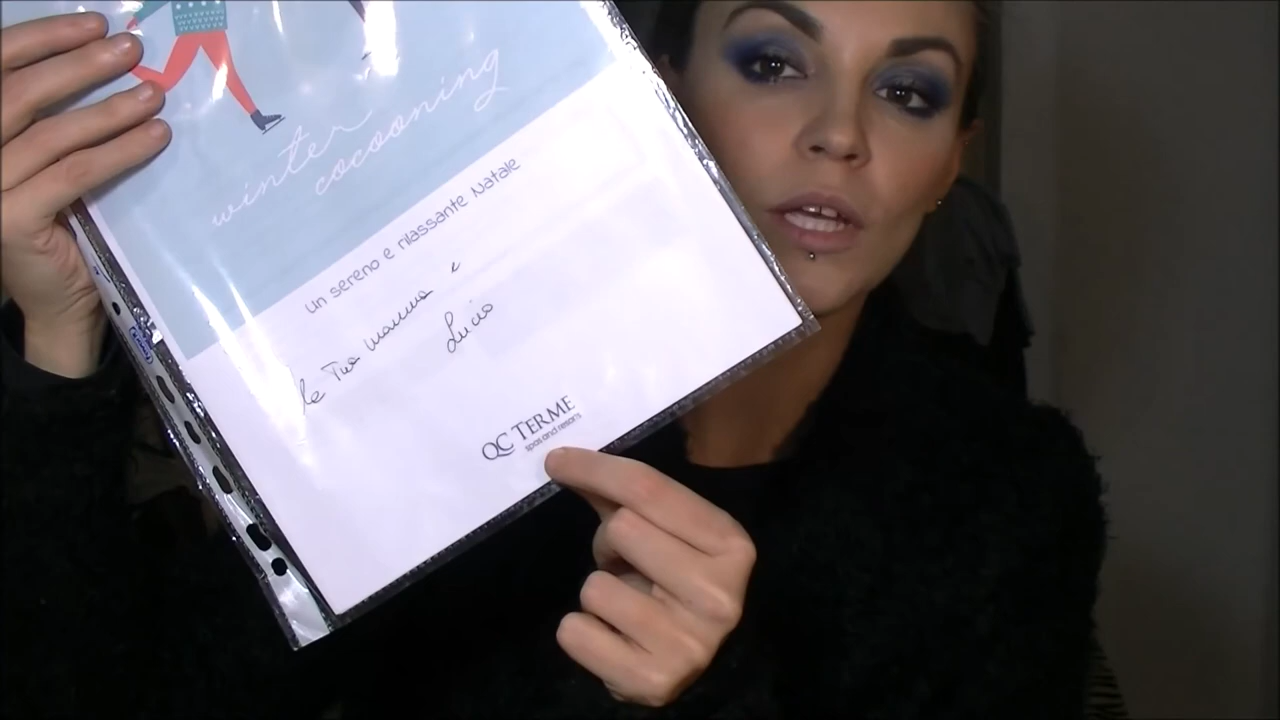 winter
cocooning
un sereno e rilassante Natale
la Tua mamma e
Lucio
QC TERME
spas and resorts